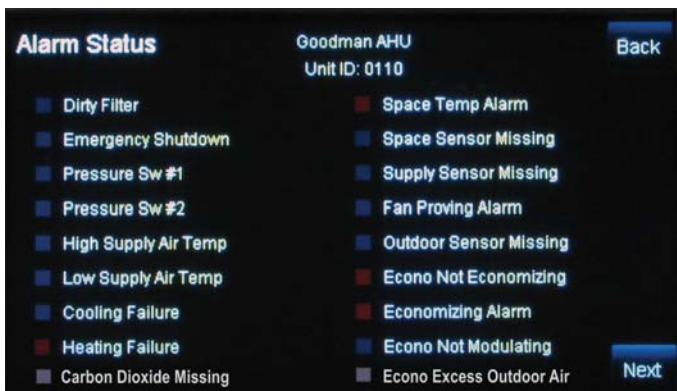 Alarm Status
Goodman AHU
Unit ID: 0110
Back
Dirty Filter
Emergency Shutdown
Pressure Sw #1
Pressure Sw #2
High Supply Air Temp
Low Supply Air Temp
Cooling Failure
Heating Failure
Carbon Dioxide Missing
Space Temp Alarm
Space Sensor Missing
Supply Sensor Missing
Fan Proving Alarm
Outdoor Sensor Missing
Econo Not Economizing
Economizing Alarm
Econo Not Modulating
Econo Excess Outdoor Air
Next